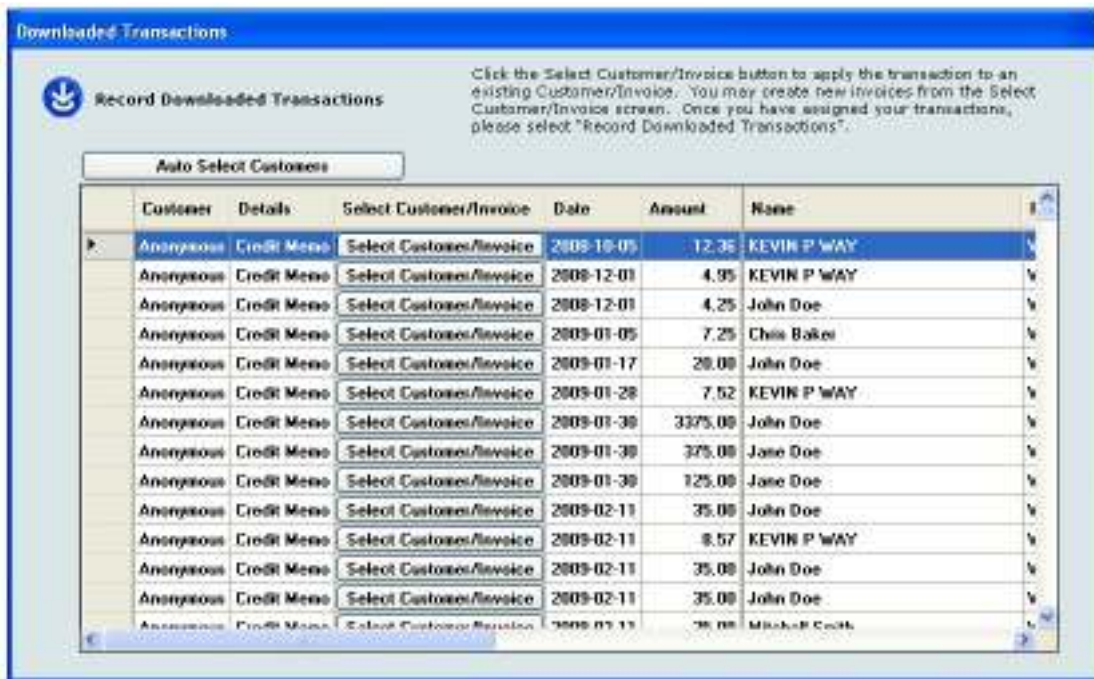 Downloaded Transactions
Click the Select Customer/Invoice button to apply the transaction to an
existing Customer/Invoice. You may create new invoices from the Select
Customer/Invoice screen. Once you have assigned your transactions,
please select "Record Downloaded Transactions".
Record Downloaded Transactions
Auto Select Customers
Customer Details Select Customer/Invoice Date Amount Name
Anonymous Credit Memo Select Customer/Invoice 2008-10-05 12.36 KEVIN P WAY
Anonymous Credit Memo Select Customer/Invoice 2008-12-01 4.95 KEVIN P WAY
Anonymous Credit Memo Select Customer/Invoice 2008-12-01 4.25 John Doe
Anonymous Credit Memo Select Customer/Invoice 2009-01-05 7.25 Chris Baker
Anonymous Credit Memo Select Customer/Invoice 2009-01-17 20.00 John Doe
Anonymous Credit Memo Select Customer/Invoice 2009-01-28 7.52 KEVIN P WAY
Anonymous Credit Memo Select Customer/Invoice 2009-01-30 3375.00 John Doe
Anonymous Credit Memo Select Customer/Invoice 2009-01-30 375.00 Jane Doe
Anonymous Credit Memo Select Customer/Invoice 2009-01-30 125.00 Jane Doe
Anonymous Credit Memo Select Customer/Invoice 2009-02-11 35.00 John Doe
Anonymous Credit Memo Select Customer/Invoice 2009-02-11 8.57 KEVIN P WAY
Anonymous Credit Memo Select Customer/Invoice 2009-02-11 35.00 John Doe
Anonymous Credit Memo Select Customer/Invoice 2009-02-11 35.00 John Doe
Anonymous Credit Memo Select Customer/Invoice Mitchell Smith